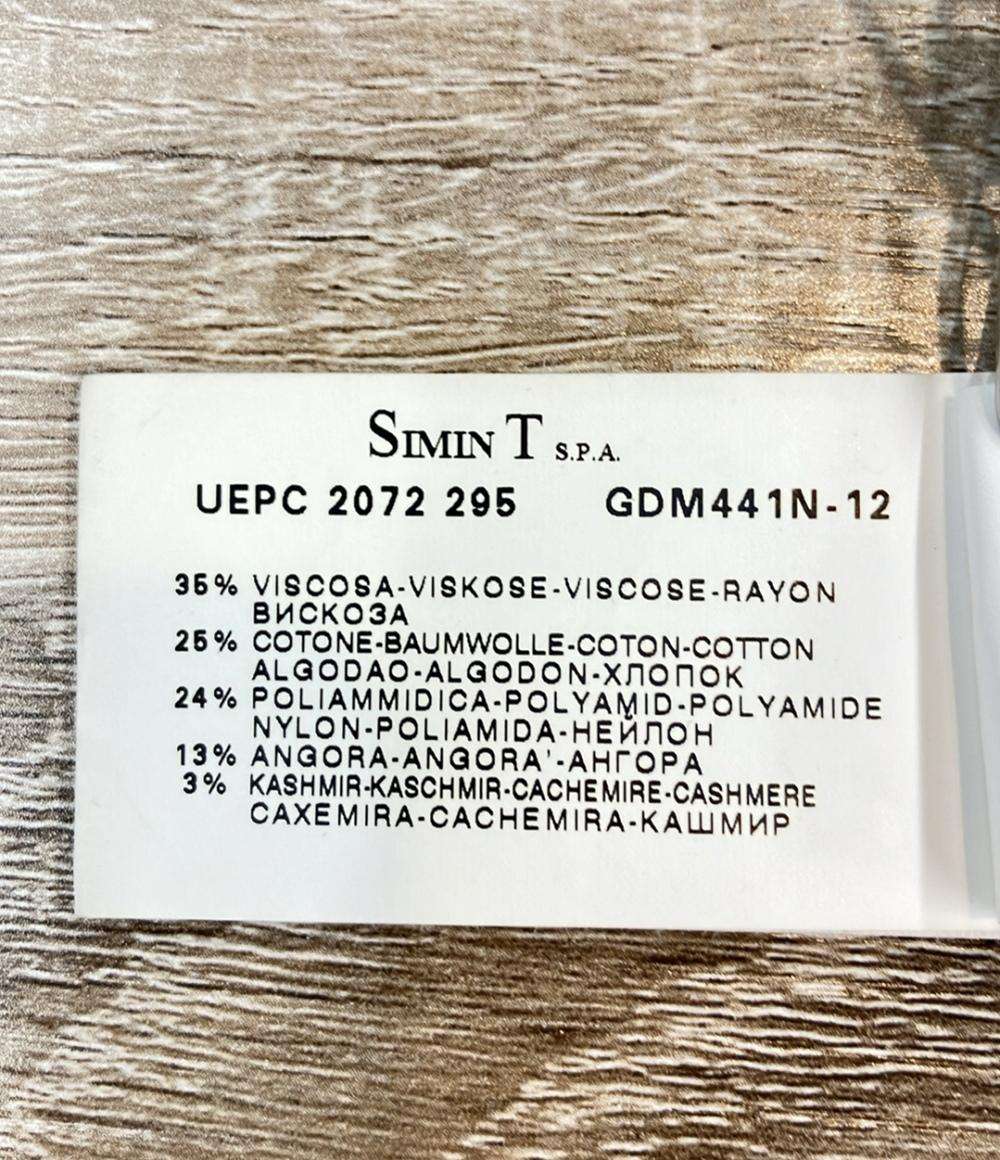 SIMIN T S.P.A.
UEPC 2072 295 GDM441N-12
35% VISCOSA-VISKOSE-VISCOSE-RAYON
ВИСКОЗА
25% COTONE-BAUMWOLLE-COTON-COTTON
ALGODAO-ALGODON-ХЛОПОК
24% POLIAMMIDICA-POLYAMID-POLYAMIDE
NYLON-POLIAMIDA-НЕЙЛОН
13% ANGORA-ANGORA'-АНГОРА
3% KASHMIR-KASCHMIR-CACHEMIRE-CASHMERE
CAXEMIRA-CACHEMIRA-КАШМИР